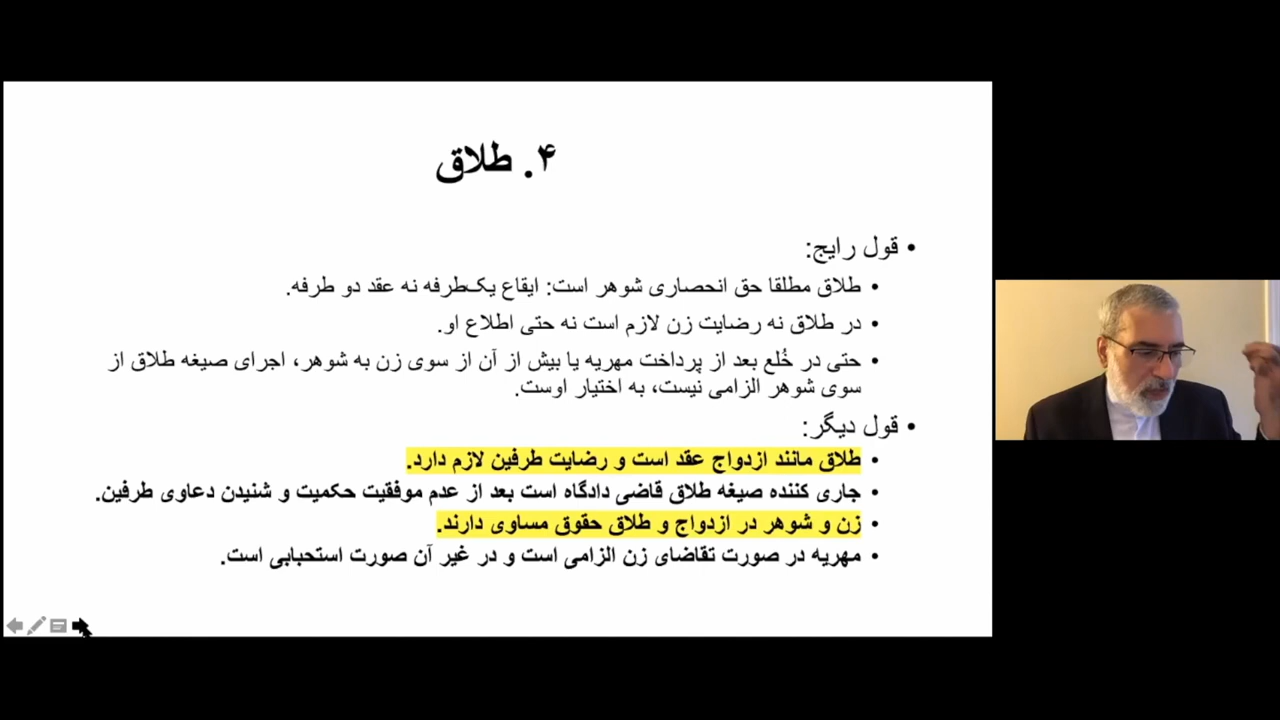 ۴. طلاق
• قول رایج:
• طلاق مطلقا حق انحصاری شوهر است: ایقاع یک‌طرفه نه عقد دو طرفه.
• در طلاق نه رضایت زن لازم است نه حتی اطلاع او.
• حتی در خُلع بعد از پرداخت مهریه یا بیش از آن از سوی زن به شوهر، اجرای صیغه طلاق از
سوی شوهر الزامی نیست، به اختیار اوست.
• قول دیگر:
• طلاق مانند ازدواج عقد است و رضایت طرفین لازم دارد.
• جاری کننده صیغه طلاق قاضی دادگاه است بعد از عدم موفقیت حکمیت و شنیدن دعاوی طرفین.
• زن و شوهر در ازدواج و طلاق حقوق مساوی دارند.
• مهریه در صورت تقاضای زن الزامی است و در غیر آن صورت استحبابی است.